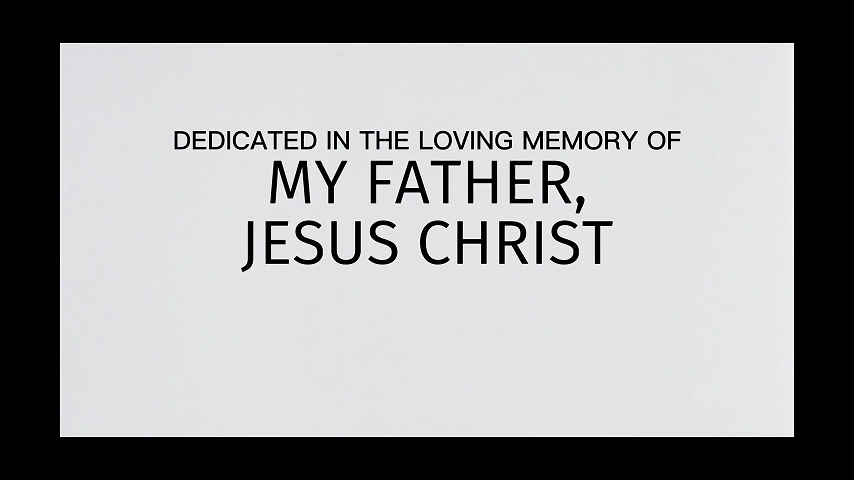 DEDICATED IN THE LOVING MEMORY OF
MY FATHER,
JESUS CHRIST